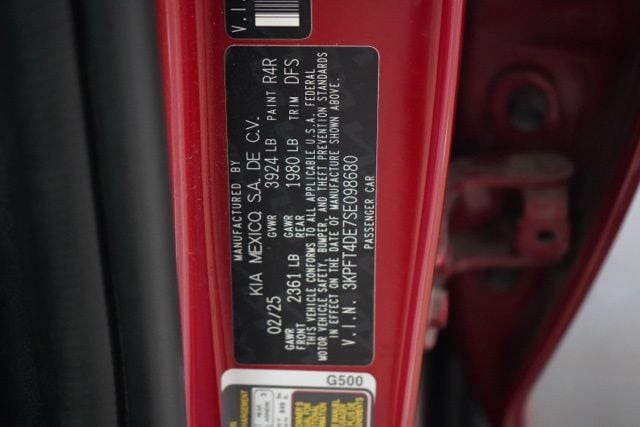 V.I.
MANUFACTURED BY
KIA MEXICO, S.A. DE C.V.
02/25 GVWR 3924 LB PAINT R4R
GAWR FRONT 2361 LB GAWR REAR 1980 LB TRIM DFS
THIS VEHICLE CONFORMS TO ALL APPLICABLE U.S.A. FEDERAL
MOTOR VEHICLE SAFETY, BUMPER, AND THEFT PREVENTION STANDARDS
IN EFFECT ON THE DATE OF MANUFACTURE SHOWN ABOVE.
V.I.N. 3KPFT4DE7SE098680
PASSENGER CAR
G500
REAR 3